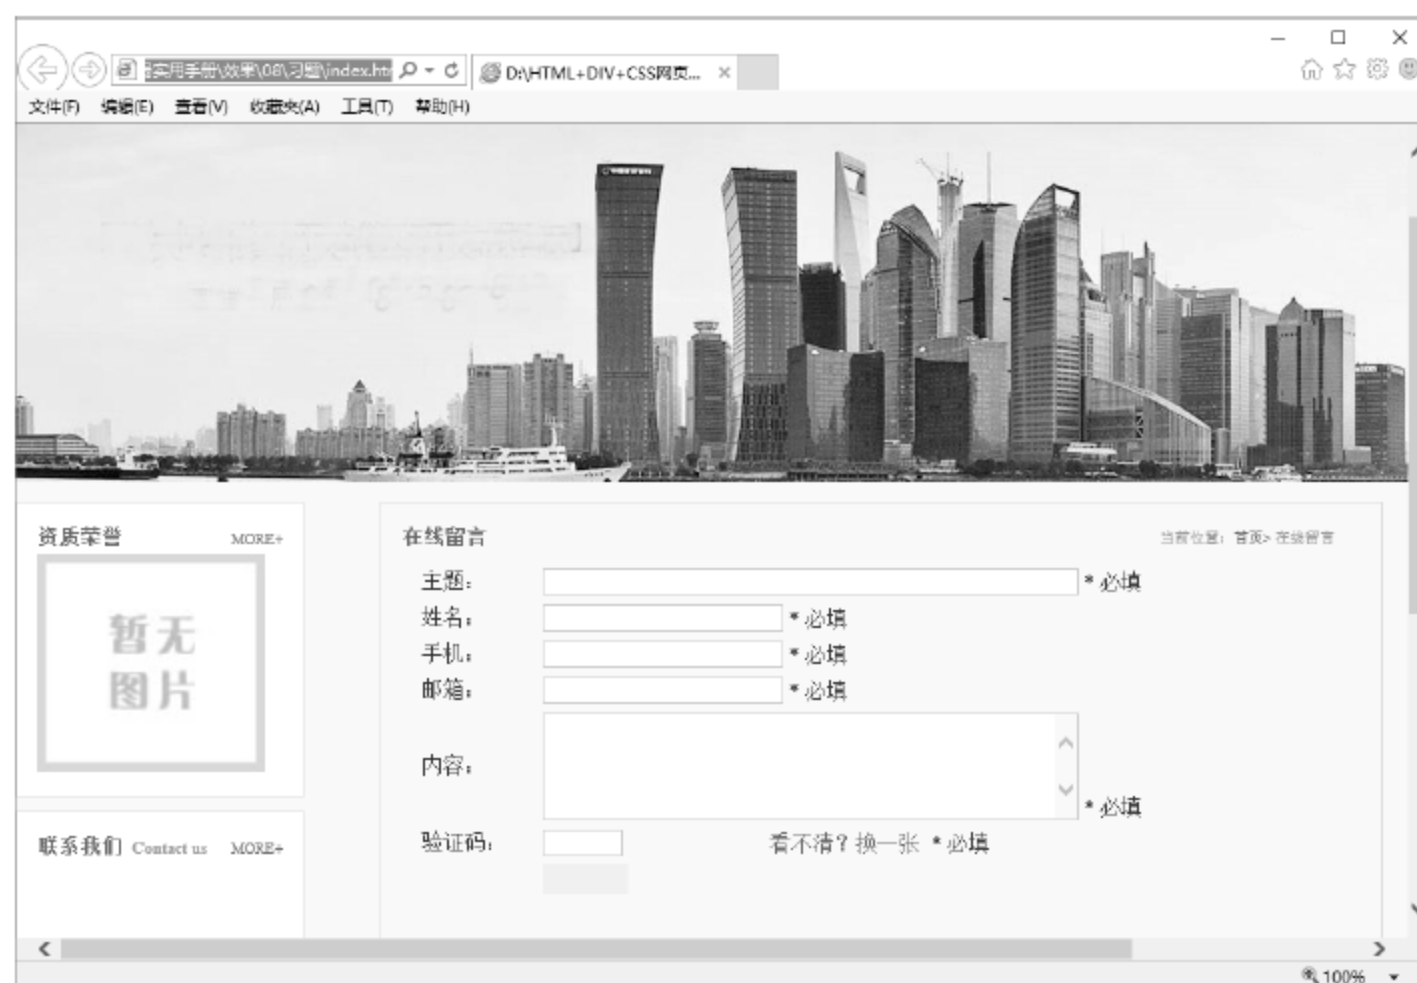 实用手册\效果\08\习题\index.htm
D:\HTML+DIV+CSS网页...
文件(F) 编辑(E) 查看(V) 收藏夹(A) 工具(T) 帮助(H)
资质荣誉 MORE+
暂无
图片
联系我们 Contact us MORE+
在线留言 当前位置：首页> 在线留言
主题： * 必填
姓名： * 必填
手机： * 必填
邮箱： * 必填
内容： * 必填
验证码： 看不清？换一张 * 必填
100%